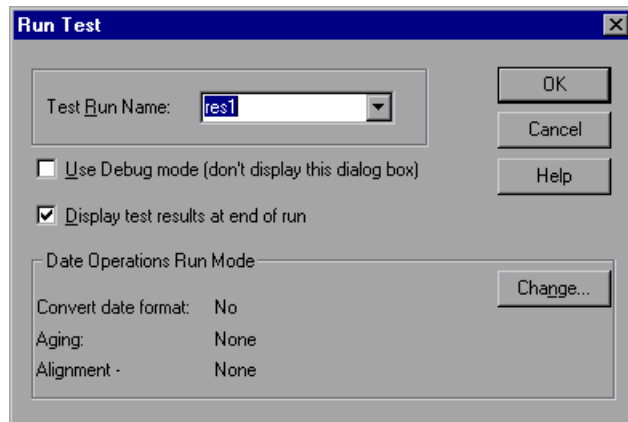 Run Test
Test Run Name: res1
OK
Cancel
Use Debug mode (don't display this dialog box)
Help
Display test results at end of run
Date Operations Run Mode
Change...
Convert date format: No
Aging: None
Alignment - None